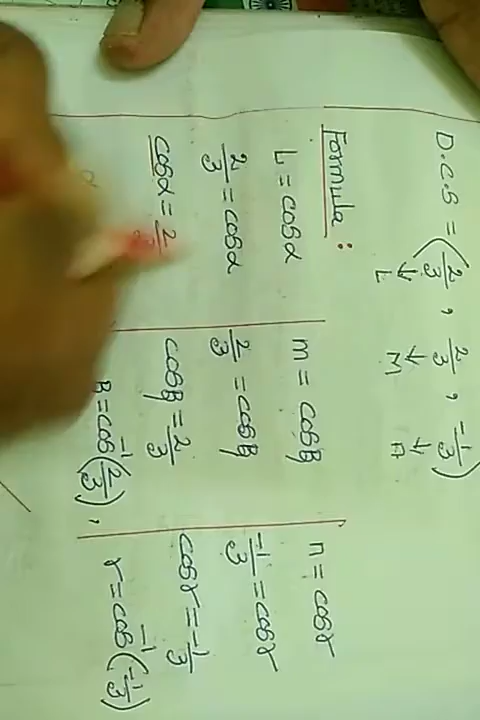 D.C.S = (2/3, 2/3, -1/3)
↓ ↓ ↓
L M n
Formula :
L = cosα
2/3 = cosα
cosα = 2
m = cosβ
2/3 = cosβ
cosβ = 2/3
β = cos⁻¹(2/3),
n = cosγ
-1/3 = cosγ
cosγ = -1/3
γ = cos⁻¹(-1/3)